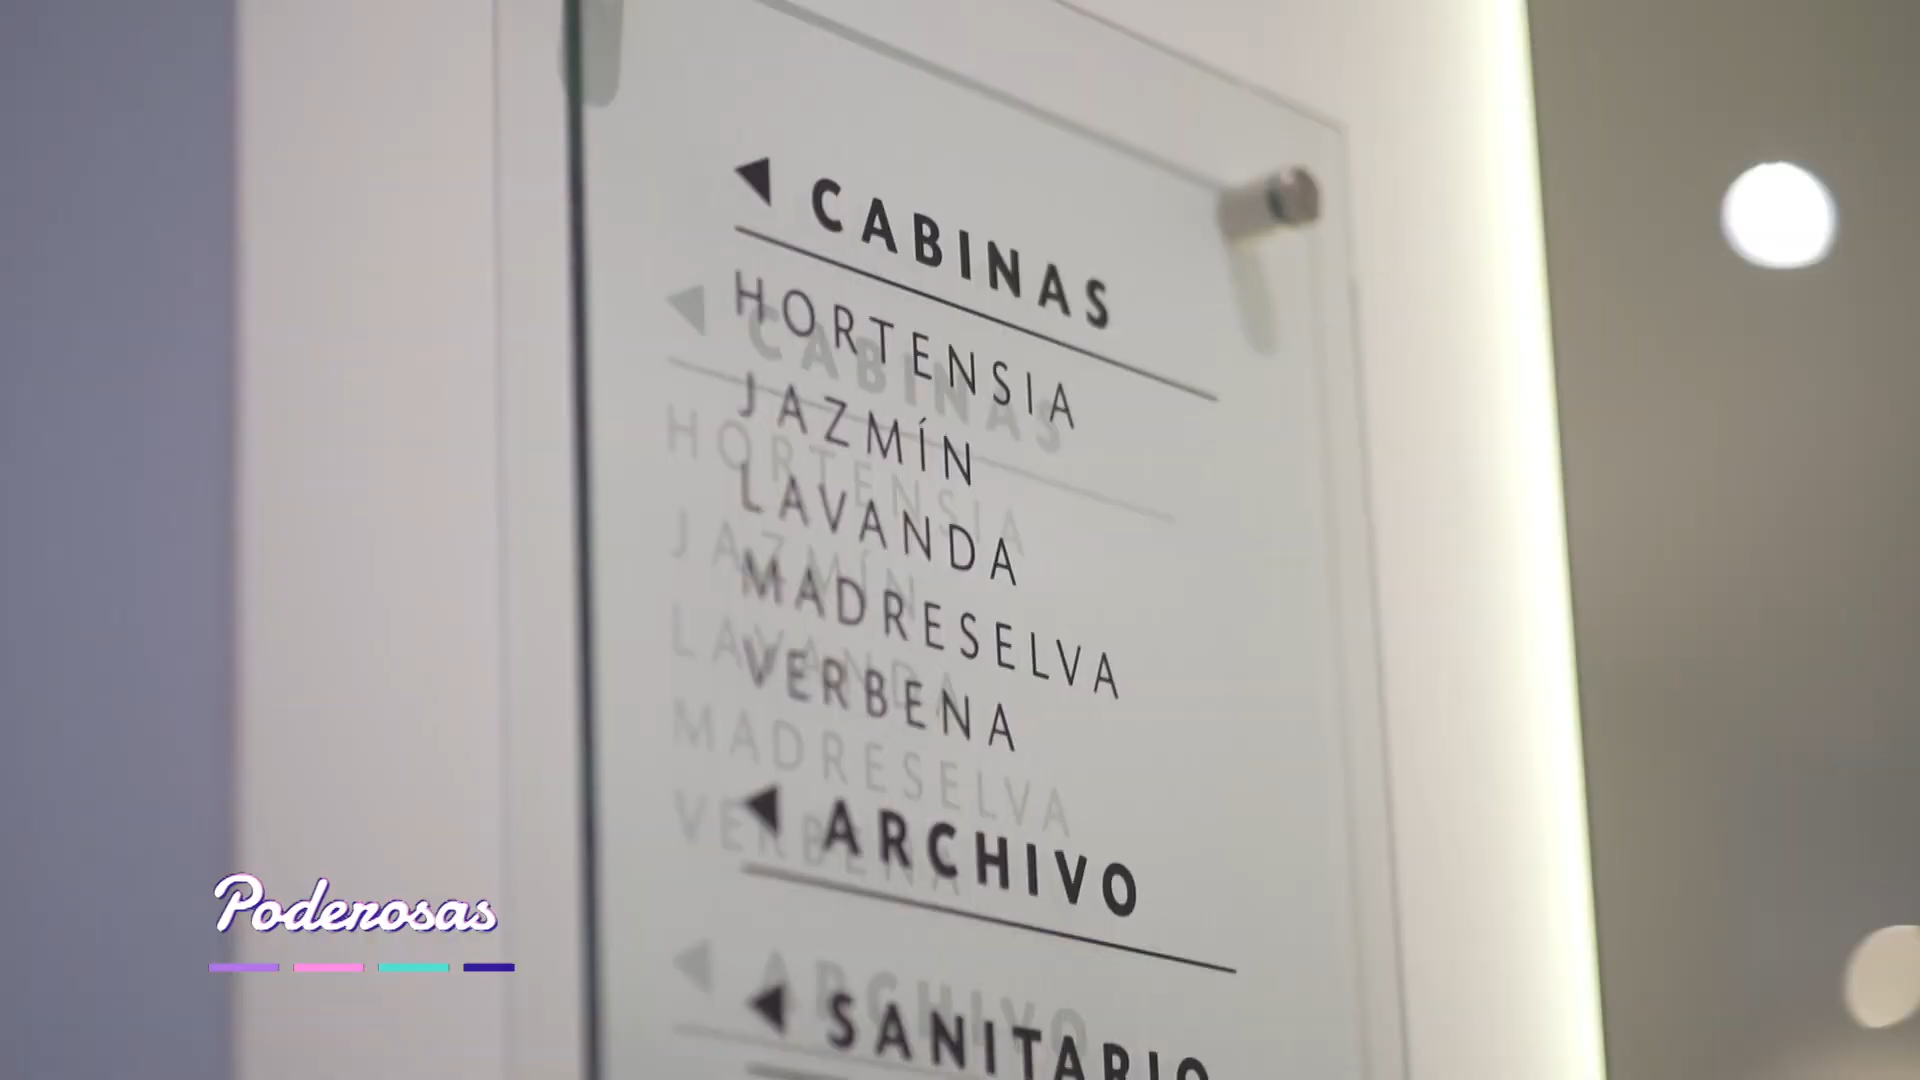 CABINAS
HORTENSIA
JAZMÍN
LAVANDA
MADRESELVA
VERBENA
ARCHIVO
SANITARIO
Poderosas